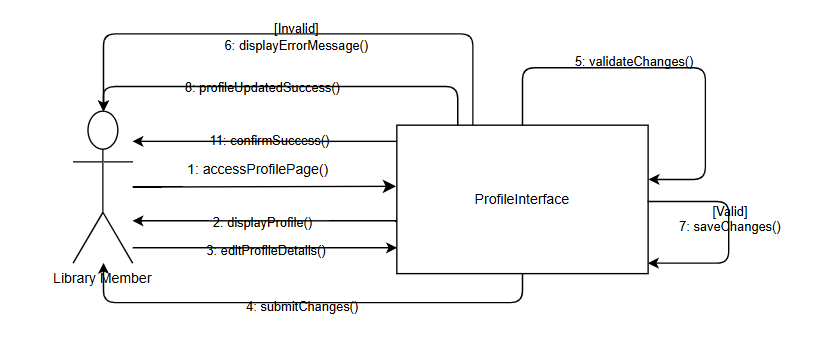 [Invalid]
6: displayErrorMessage()
5: validateChanges()
8: profileUpdatedSuccess()
11: confirmSuccess()
1: accessProfilePage()
ProfileInterface
[Valid]
2: displayProfile()
7: saveChanges()
3: editProfileDetails()
Library Member
4: submitChanges()